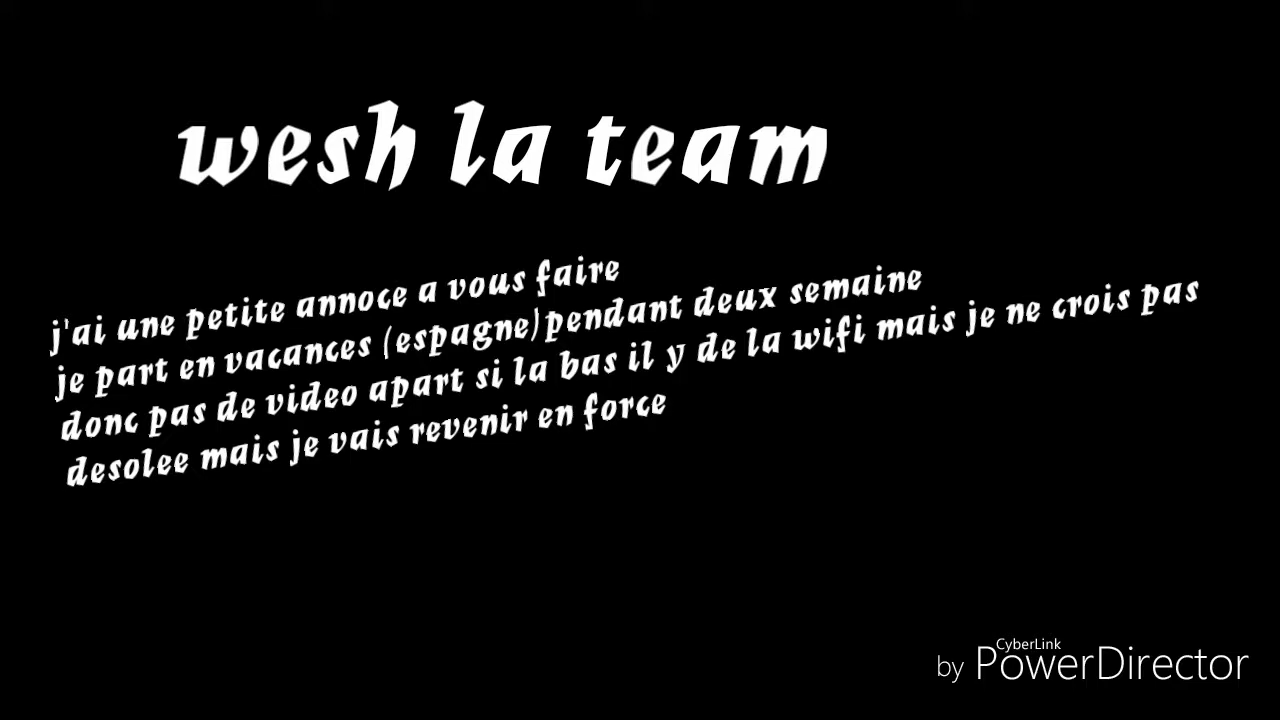 wesh la team
j'ai une petite annoce a vous faire
je part en vacances (espagne)pendant deux semaine
donc pas de video apart si la bas il y de la wifi mais je ne crois pas
desolee mais je vais revenir en force
CyberLink
by PowerDirector